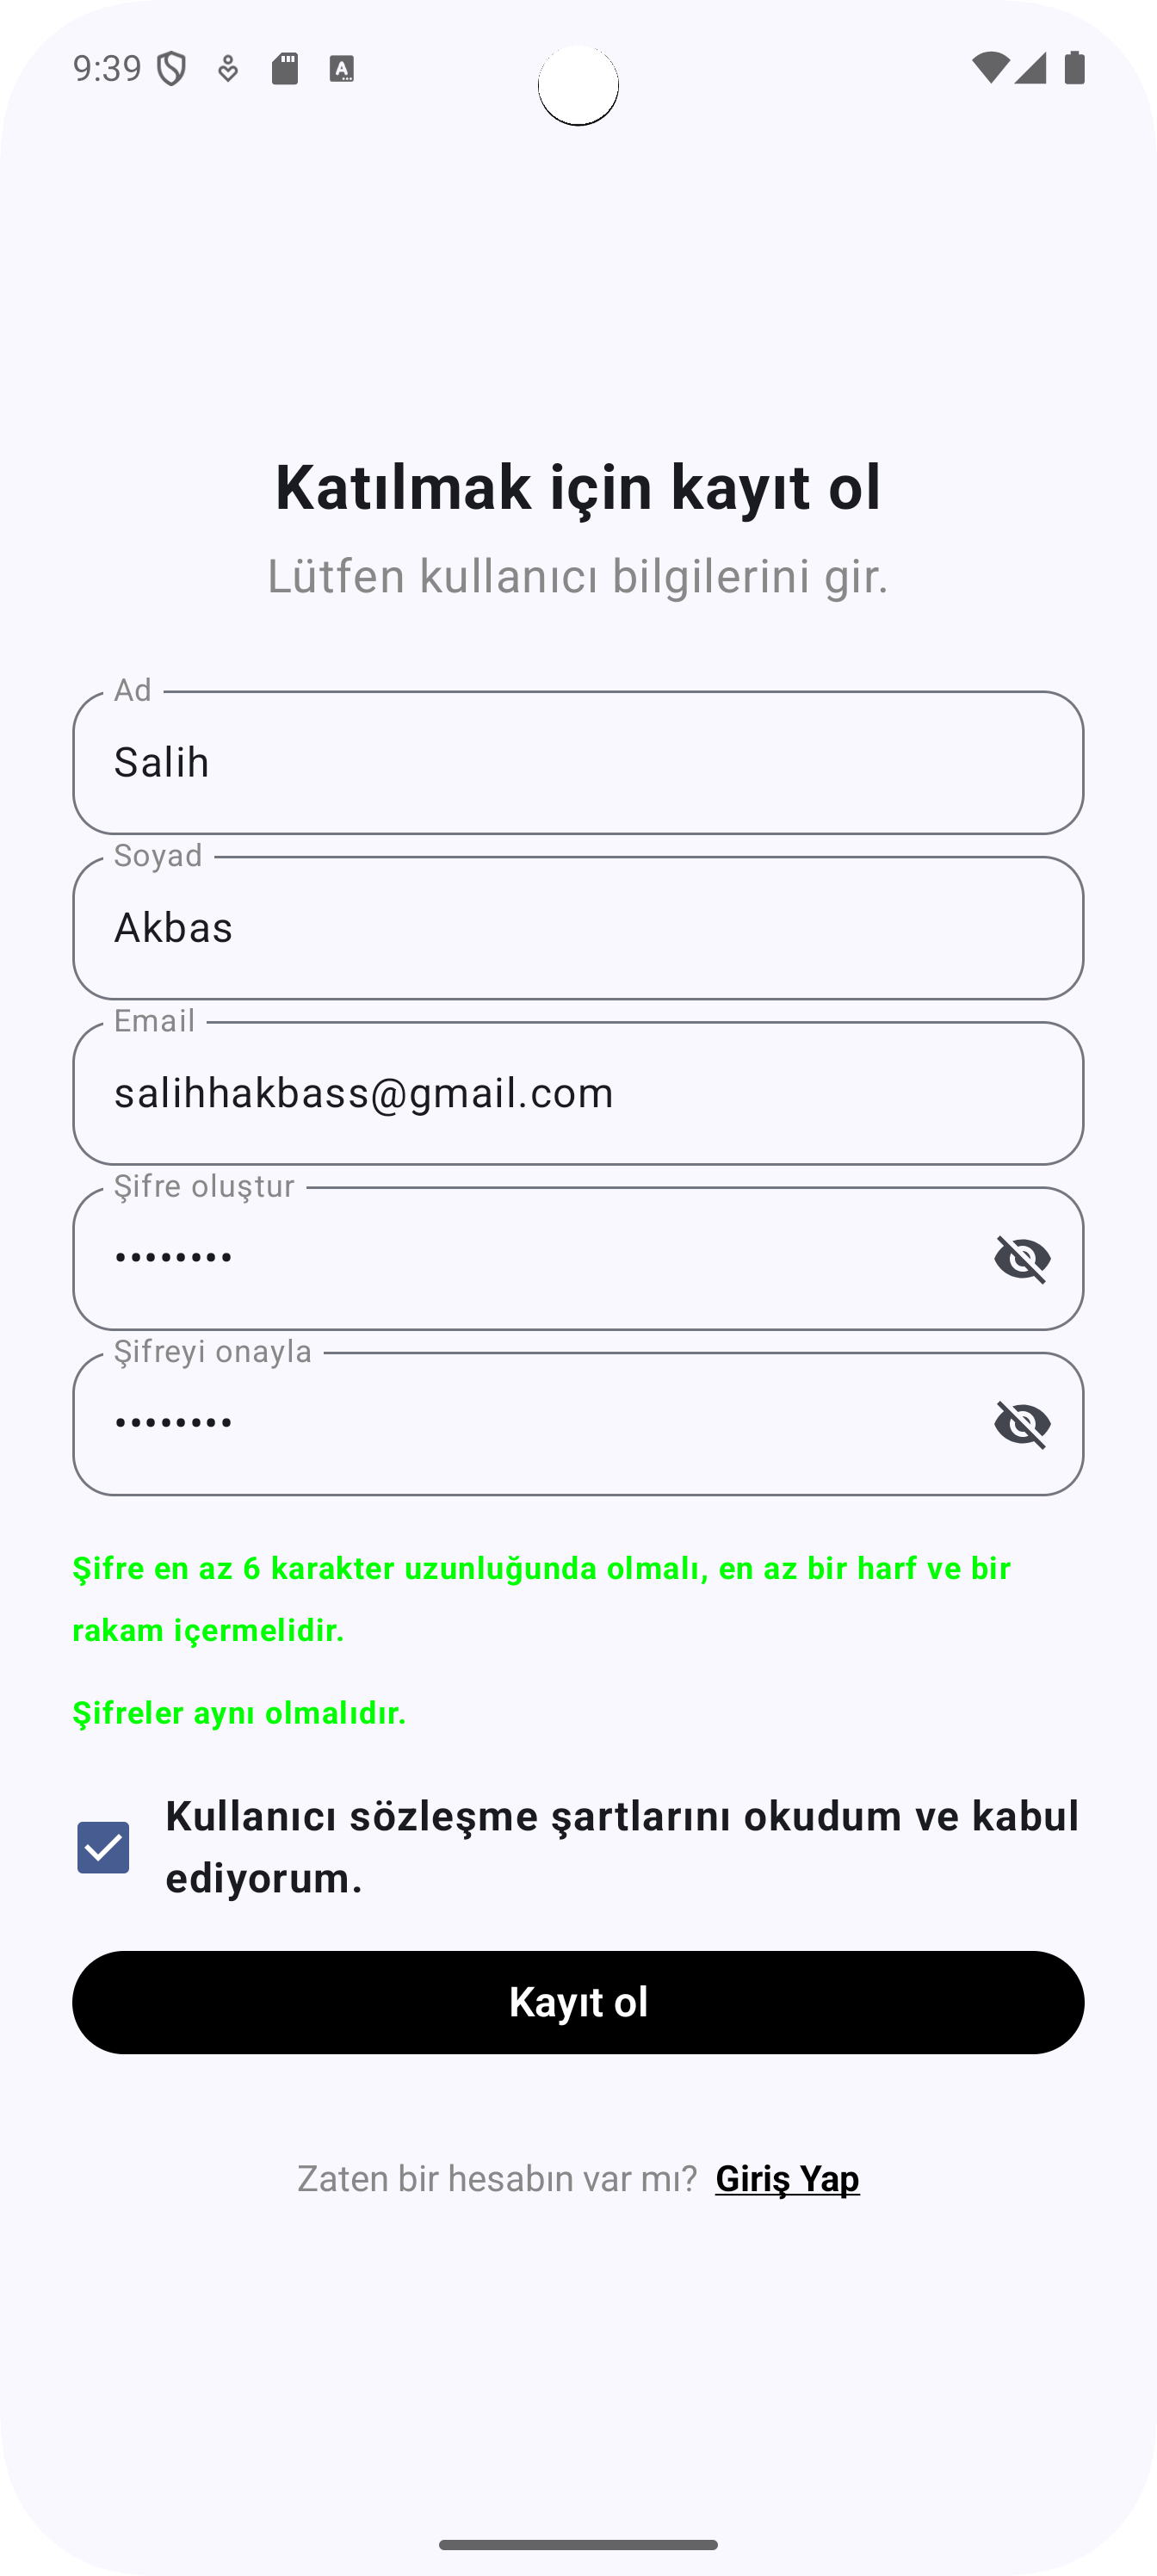 9:39
Katılmak için kayıt ol
Lütfen kullanıcı bilgilerini gir.
Ad
Salih
Soyad
Akbas
Email
salihhakbass@gmail.com
Şifre oluştur
••••••••
Şifreyi onayla
••••••••
Şifre en az 6 karakter uzunluğunda olmalı, en az bir harf ve bir
rakam içermelidir.
Şifreler aynı olmalıdır.
Kullanıcı sözleşme şartlarını okudum ve kabul
ediyorum.
Kayıt ol
Zaten bir hesabın var mı? Giriş Yap